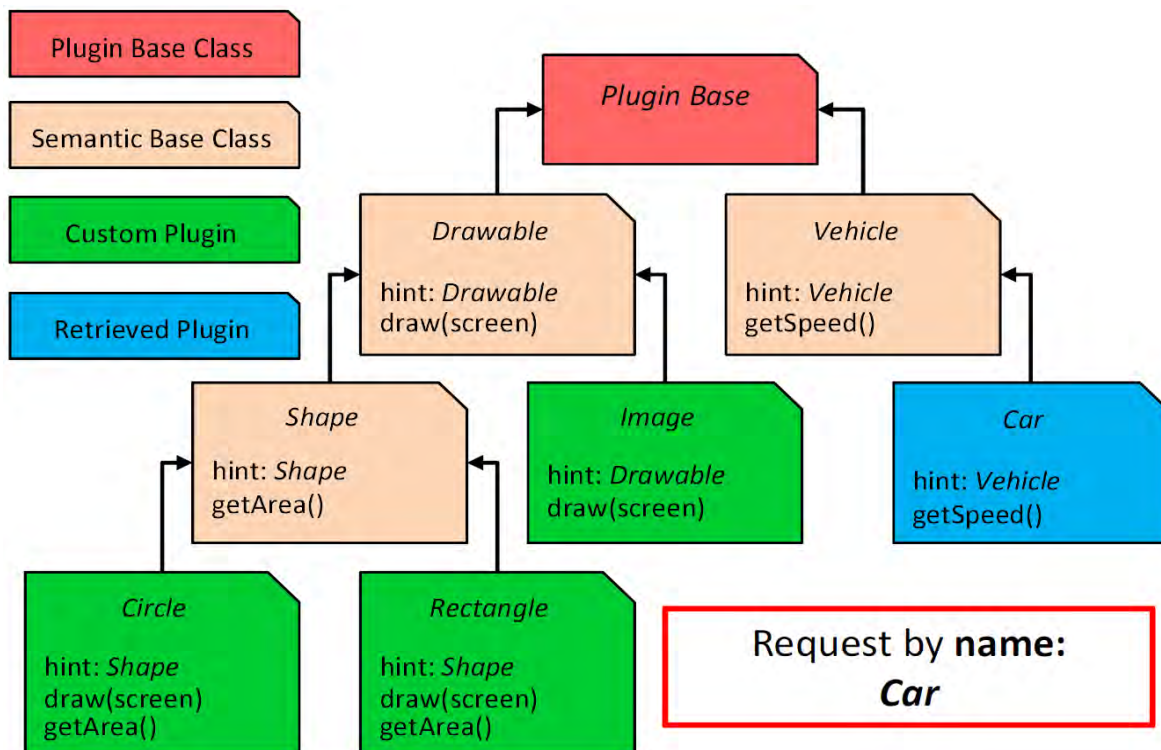 Plugin Base Class
Semantic Base Class
Custom Plugin
Retrieved Plugin
Plugin Base
Drawable
hint: Drawable
draw(screen)
Vehicle
hint: Vehicle
getSpeed()
Shape
hint: Shape
getArea()
Image
hint: Drawable
draw(screen)
Car
hint: Vehicle
getSpeed()
Circle
hint: Shape
draw(screen)
getArea()
Rectangle
hint: Shape
draw(screen)
getArea()
Request by name:
Car